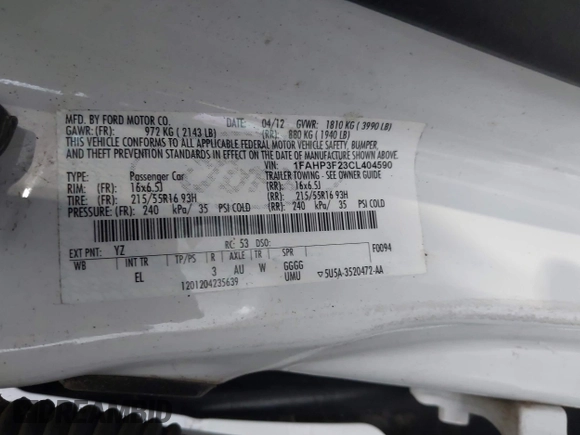 MFD. BY FORD MOTOR CO. DATE: 04/12 GVWR: 1810 KG ( 3990 LB)
GAWR: (FR): 972 KG ( 2143 LB) (RR): 880 KG ( 1940 LB)
THIS VEHICLE CONFORMS TO ALL APPLICABLE FEDERAL MOTOR VEHICLE SAFETY, BUMPER,
AND THEFT PREVENTION STANDARDS IN EFFECT ON THE DATE OF MANUFACTURE SHOWN ABOVE.
VIN: 1FAHP3F23CL404590
TYPE: Passenger Car TRAILER TOWING - SEE OWNER GUIDE
RIM: (FR) 16x6.5J (RR) 16x6.5J
TIRE: (FR) 215/55R16 93H (RR) 215/55R16 93H
PRESSURE: (FR) 240 kPa/ 35 PSI COLD (RR) 240 kPa/ 35 PSI COLD
EXT PNT: YZ RC: 53 DSO: F0094
WB INT TR TP/PS R AXLE TR SPR
EL 3 AU W GGGG
1201204235639 UMU 5U5A-3520472-AA